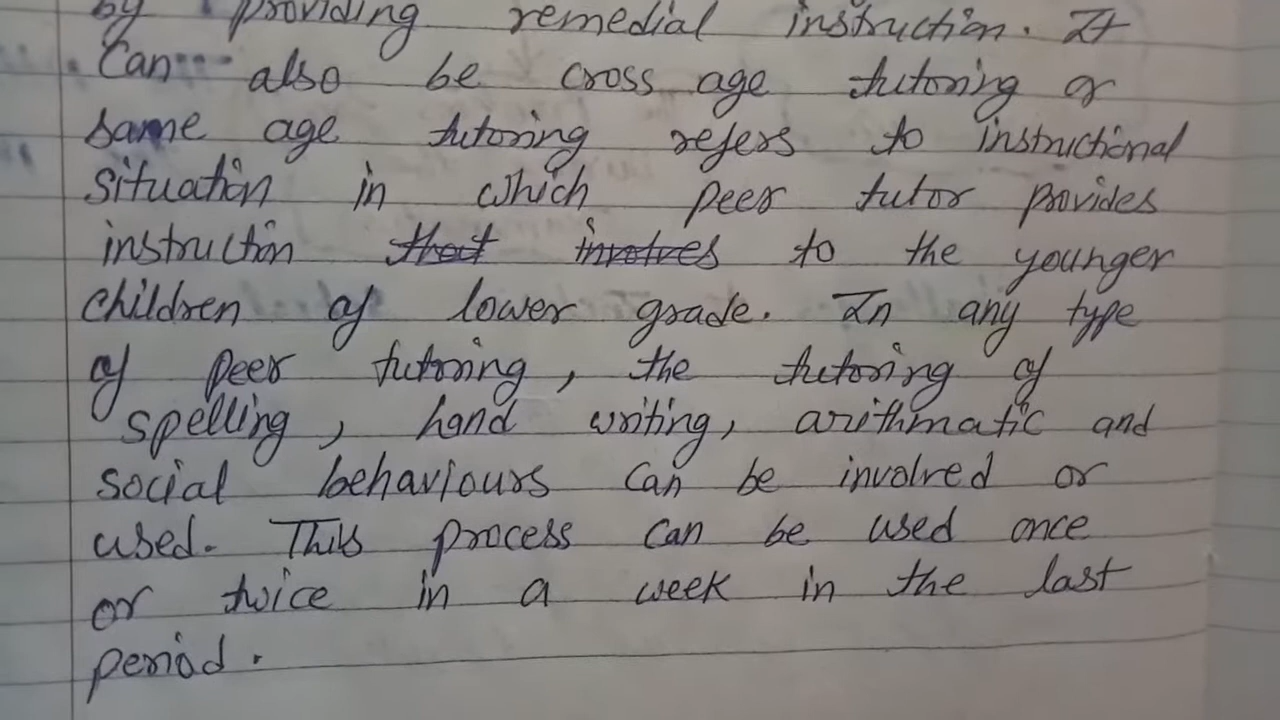 by providing remedial instruction. It
Can also be cross age tutoring or
same age tutoring refers to instructional
situation in which peer tutor provides
instruction that involves to the younger
children of lower grade. In any type
of peer tutoring, the tutoring of
spelling, hand writing, arithmatic and
social behaviours can be involved or
used. This process can be used once
or twice in a week in the last
period.